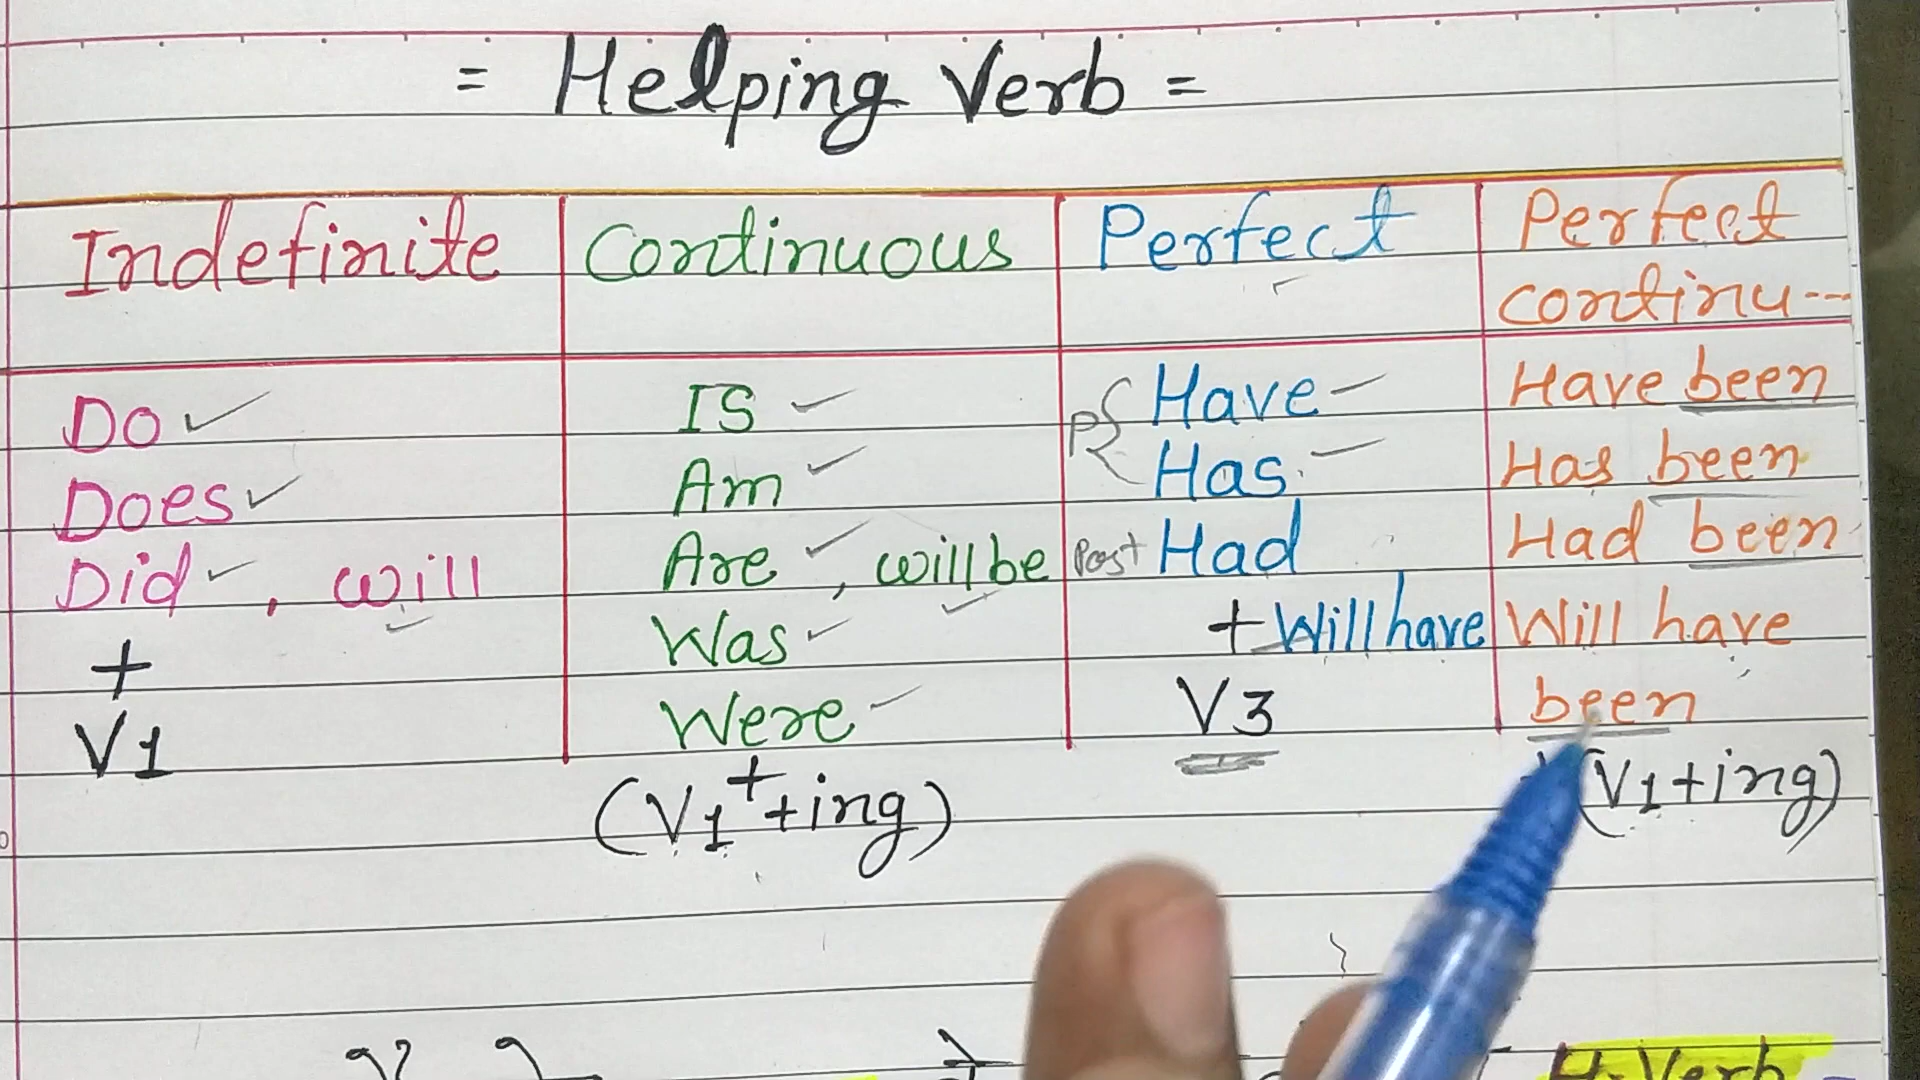 = Helping Verb =
Indefinite Continuous Perfect Perfect
continu---
Do IS Have Have been
Does Am Has Has been
Did, will Are, will be Past Had Had been
+ Was + Will have Will have
V1 Were V3 been
+
(V1+ing) (V1+ing)
H.Verb